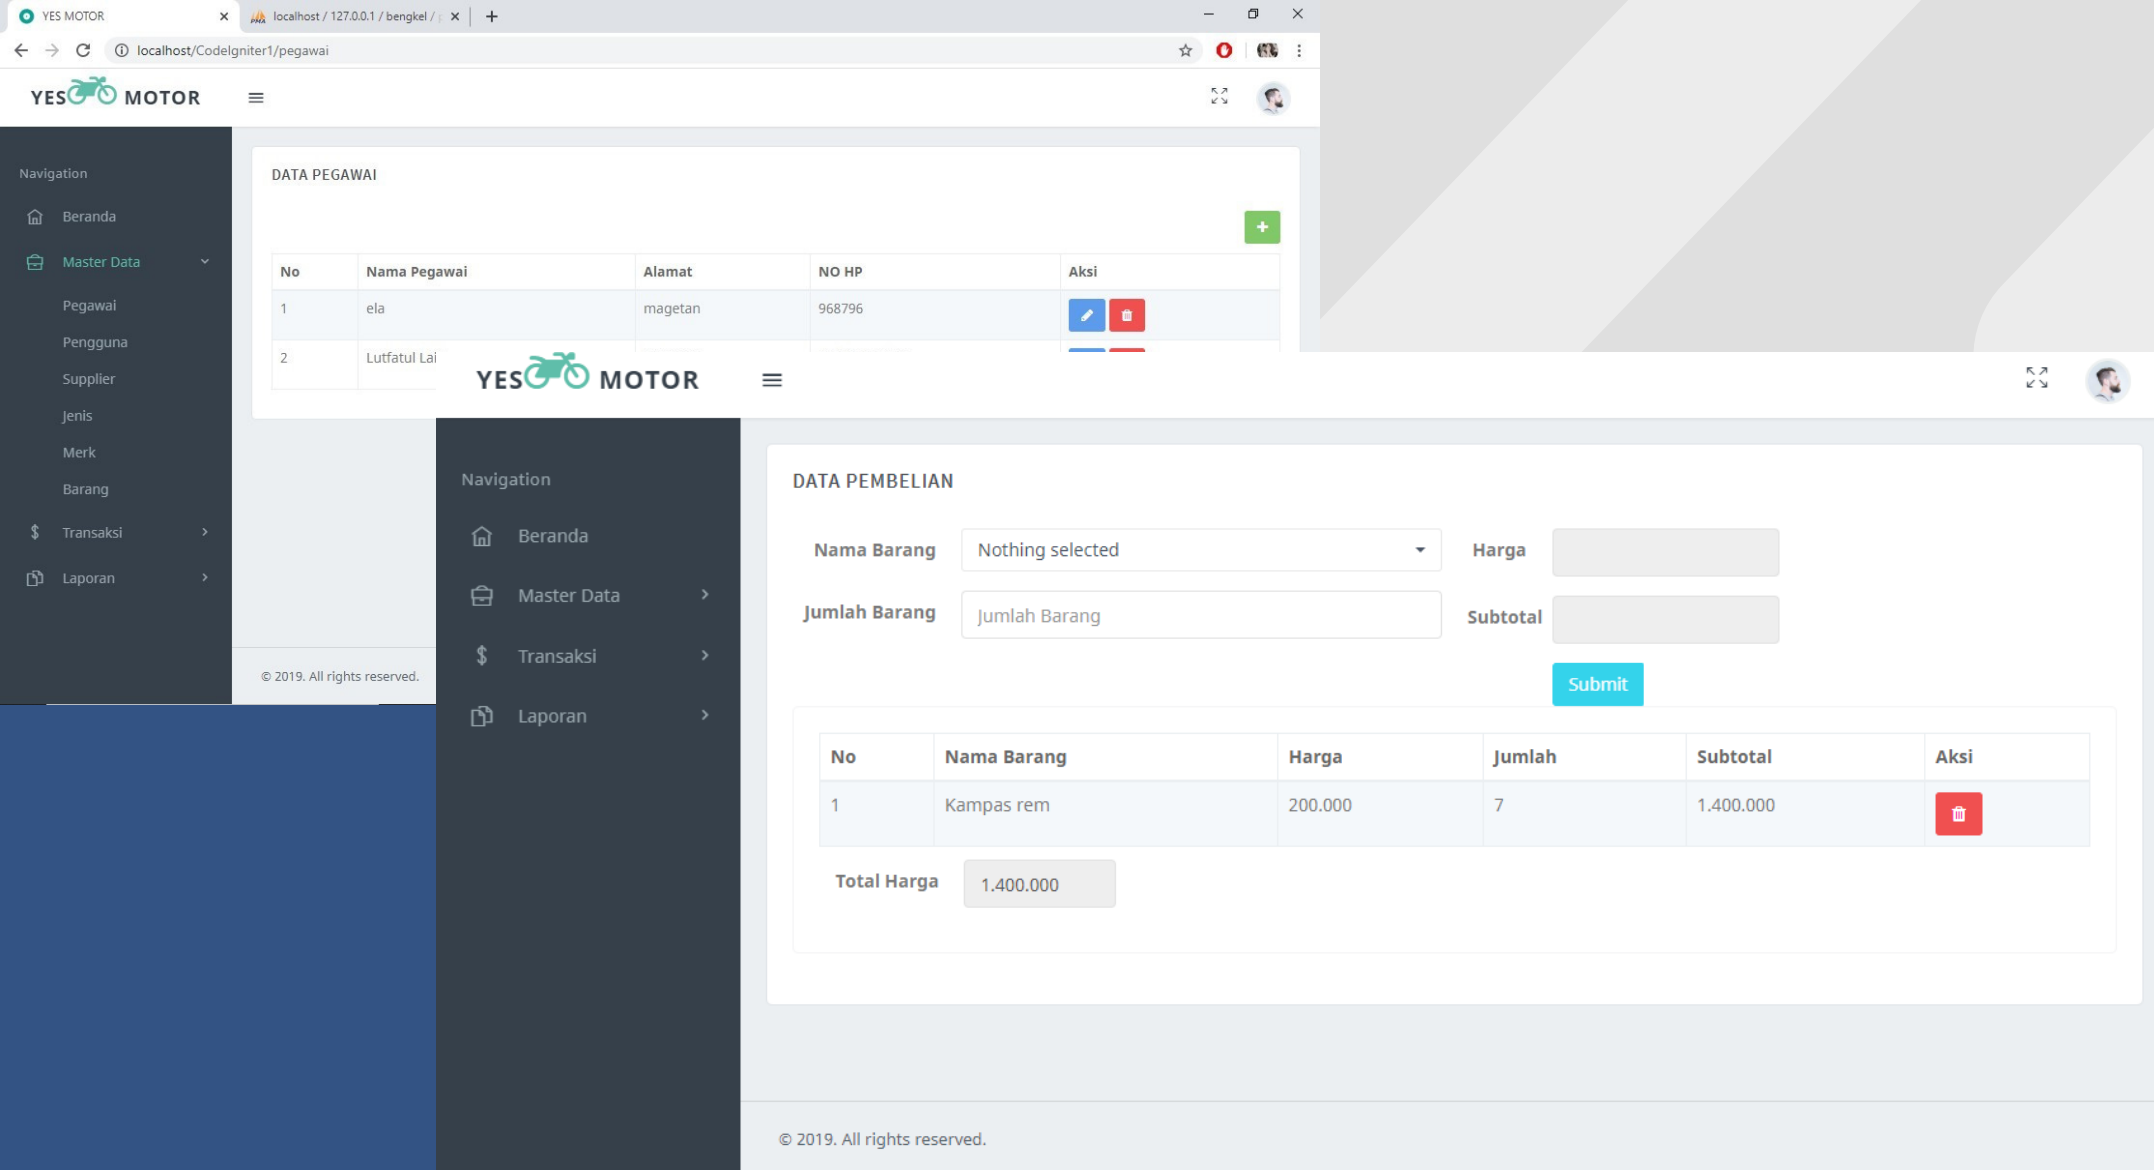 YES MOTOR
localhost / 127.0.0.1 / bengkel /
localhost/CodeIgniter1/pegawai
YES MOTOR
Navigation
Beranda
Master Data
Pegawai
Pengguna
Supplier
Jenis
Merk
Barang
Transaksi
Laporan
DATA PEGAWAI
No Nama Pegawai Alamat NO HP Aksi
1 ela magetan 968796
2 Lutfatul Lai
© 2019. All rights reserved.
YES MOTOR
Navigation
Beranda
Master Data
Transaksi
Laporan
DATA PEMBELIAN
Nama Barang Nothing selected Harga
Jumlah Barang Jumlah Barang Subtotal
Submit
No Nama Barang Harga Jumlah Subtotal Aksi
1 Kampas rem 200.000 7 1.400.000
Total Harga 1.400.000
© 2019. All rights reserved.